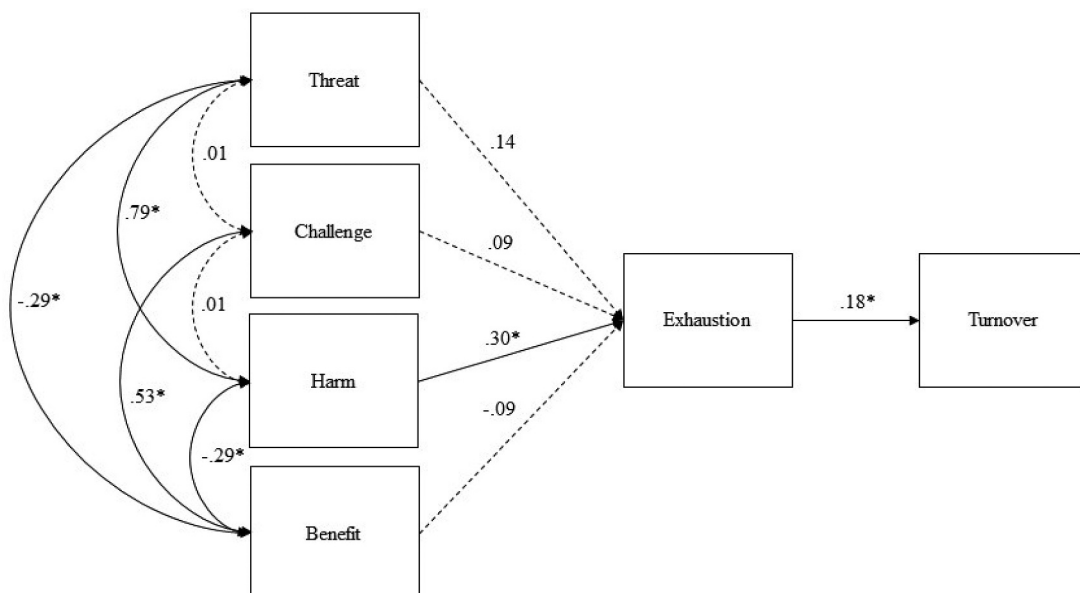 Threat
.14
.01
Challenge
.79*
.09
-.29*
.01
Exhaustion
.18*
Turnover
.30*
Harm
.53*
-.09
-.29*
Benefit